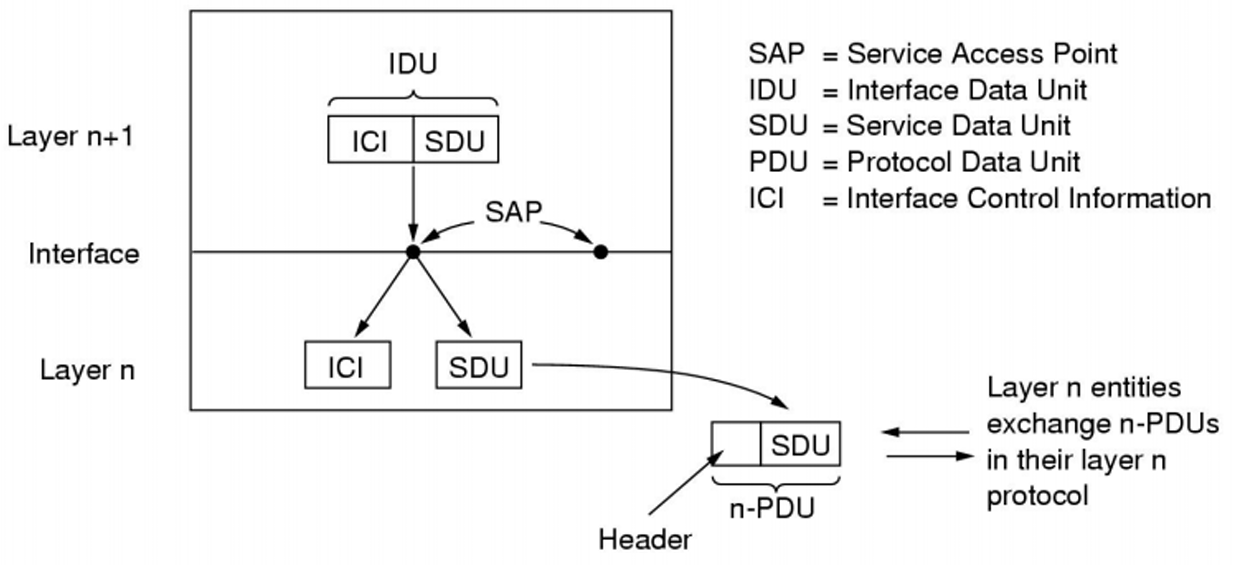 IDU
Layer n+1
ICI
SDU
SAP
Interface
Layer n
ICI
SDU
SAP = Service Access Point
IDU = Interface Data Unit
SDU = Service Data Unit
PDU = Protocol Data Unit
ICI = Interface Control Information
SDU
n-PDU
Header
Layer n entities
exchange n-PDUs
in their layer n
protocol